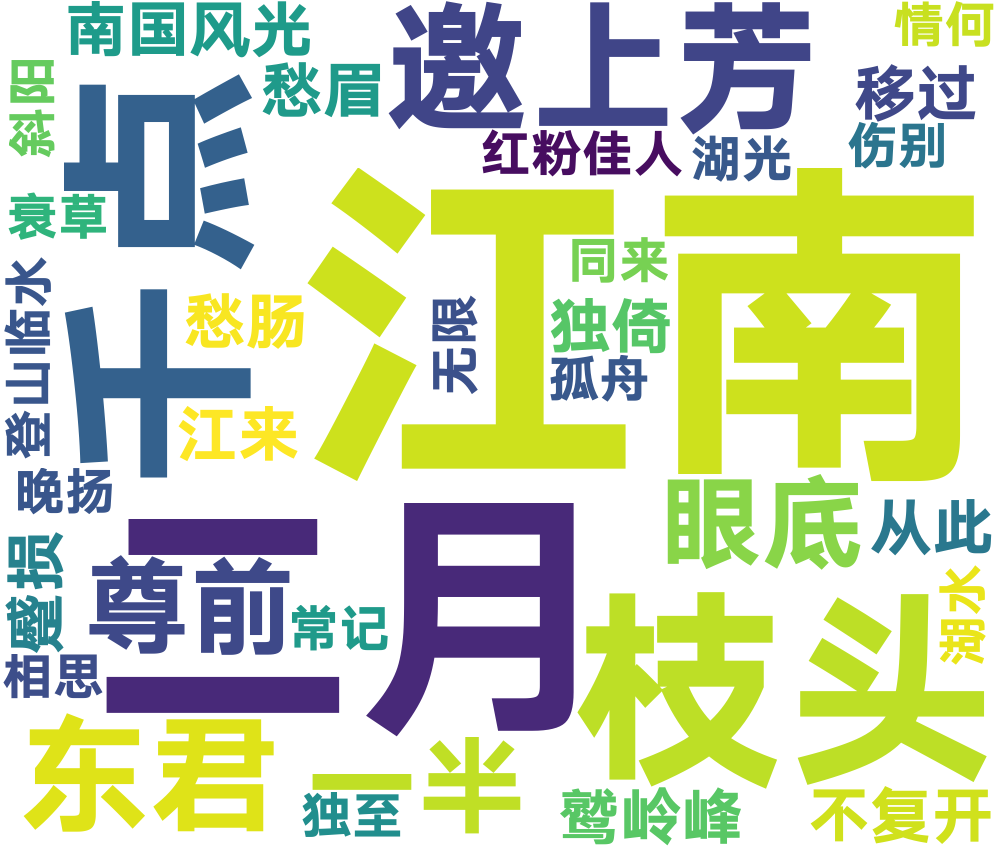 南国风光
邀上芳
情何
斜阳
愁眉
移过
千点
红粉佳人
湖光
伤别
衰草
江南
同来
登山临水
愁肠
无限
独倚
孤舟
江来
晚扬
眼底
从此
二月
蹙损
尊前
枝头
湖水
常记
相思
东君
一半
独至
鹫岭峰
不复开